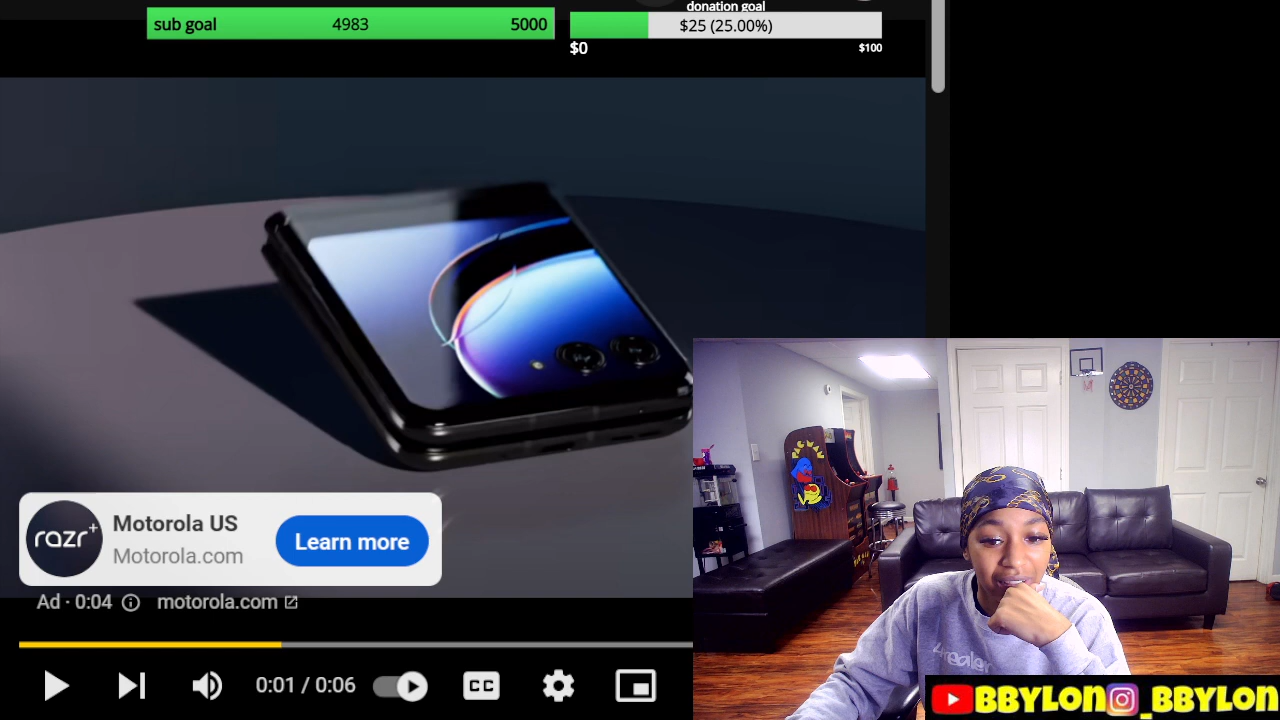 donation goal
sub goal 4983 5000
$25 (25.00%)
$0 $100
razr+
Motorola US
Motorola.com
Learn more
Ad · 0:04 motorola.com
0:01 / 0:06
CC
BBYLON _BBYLON